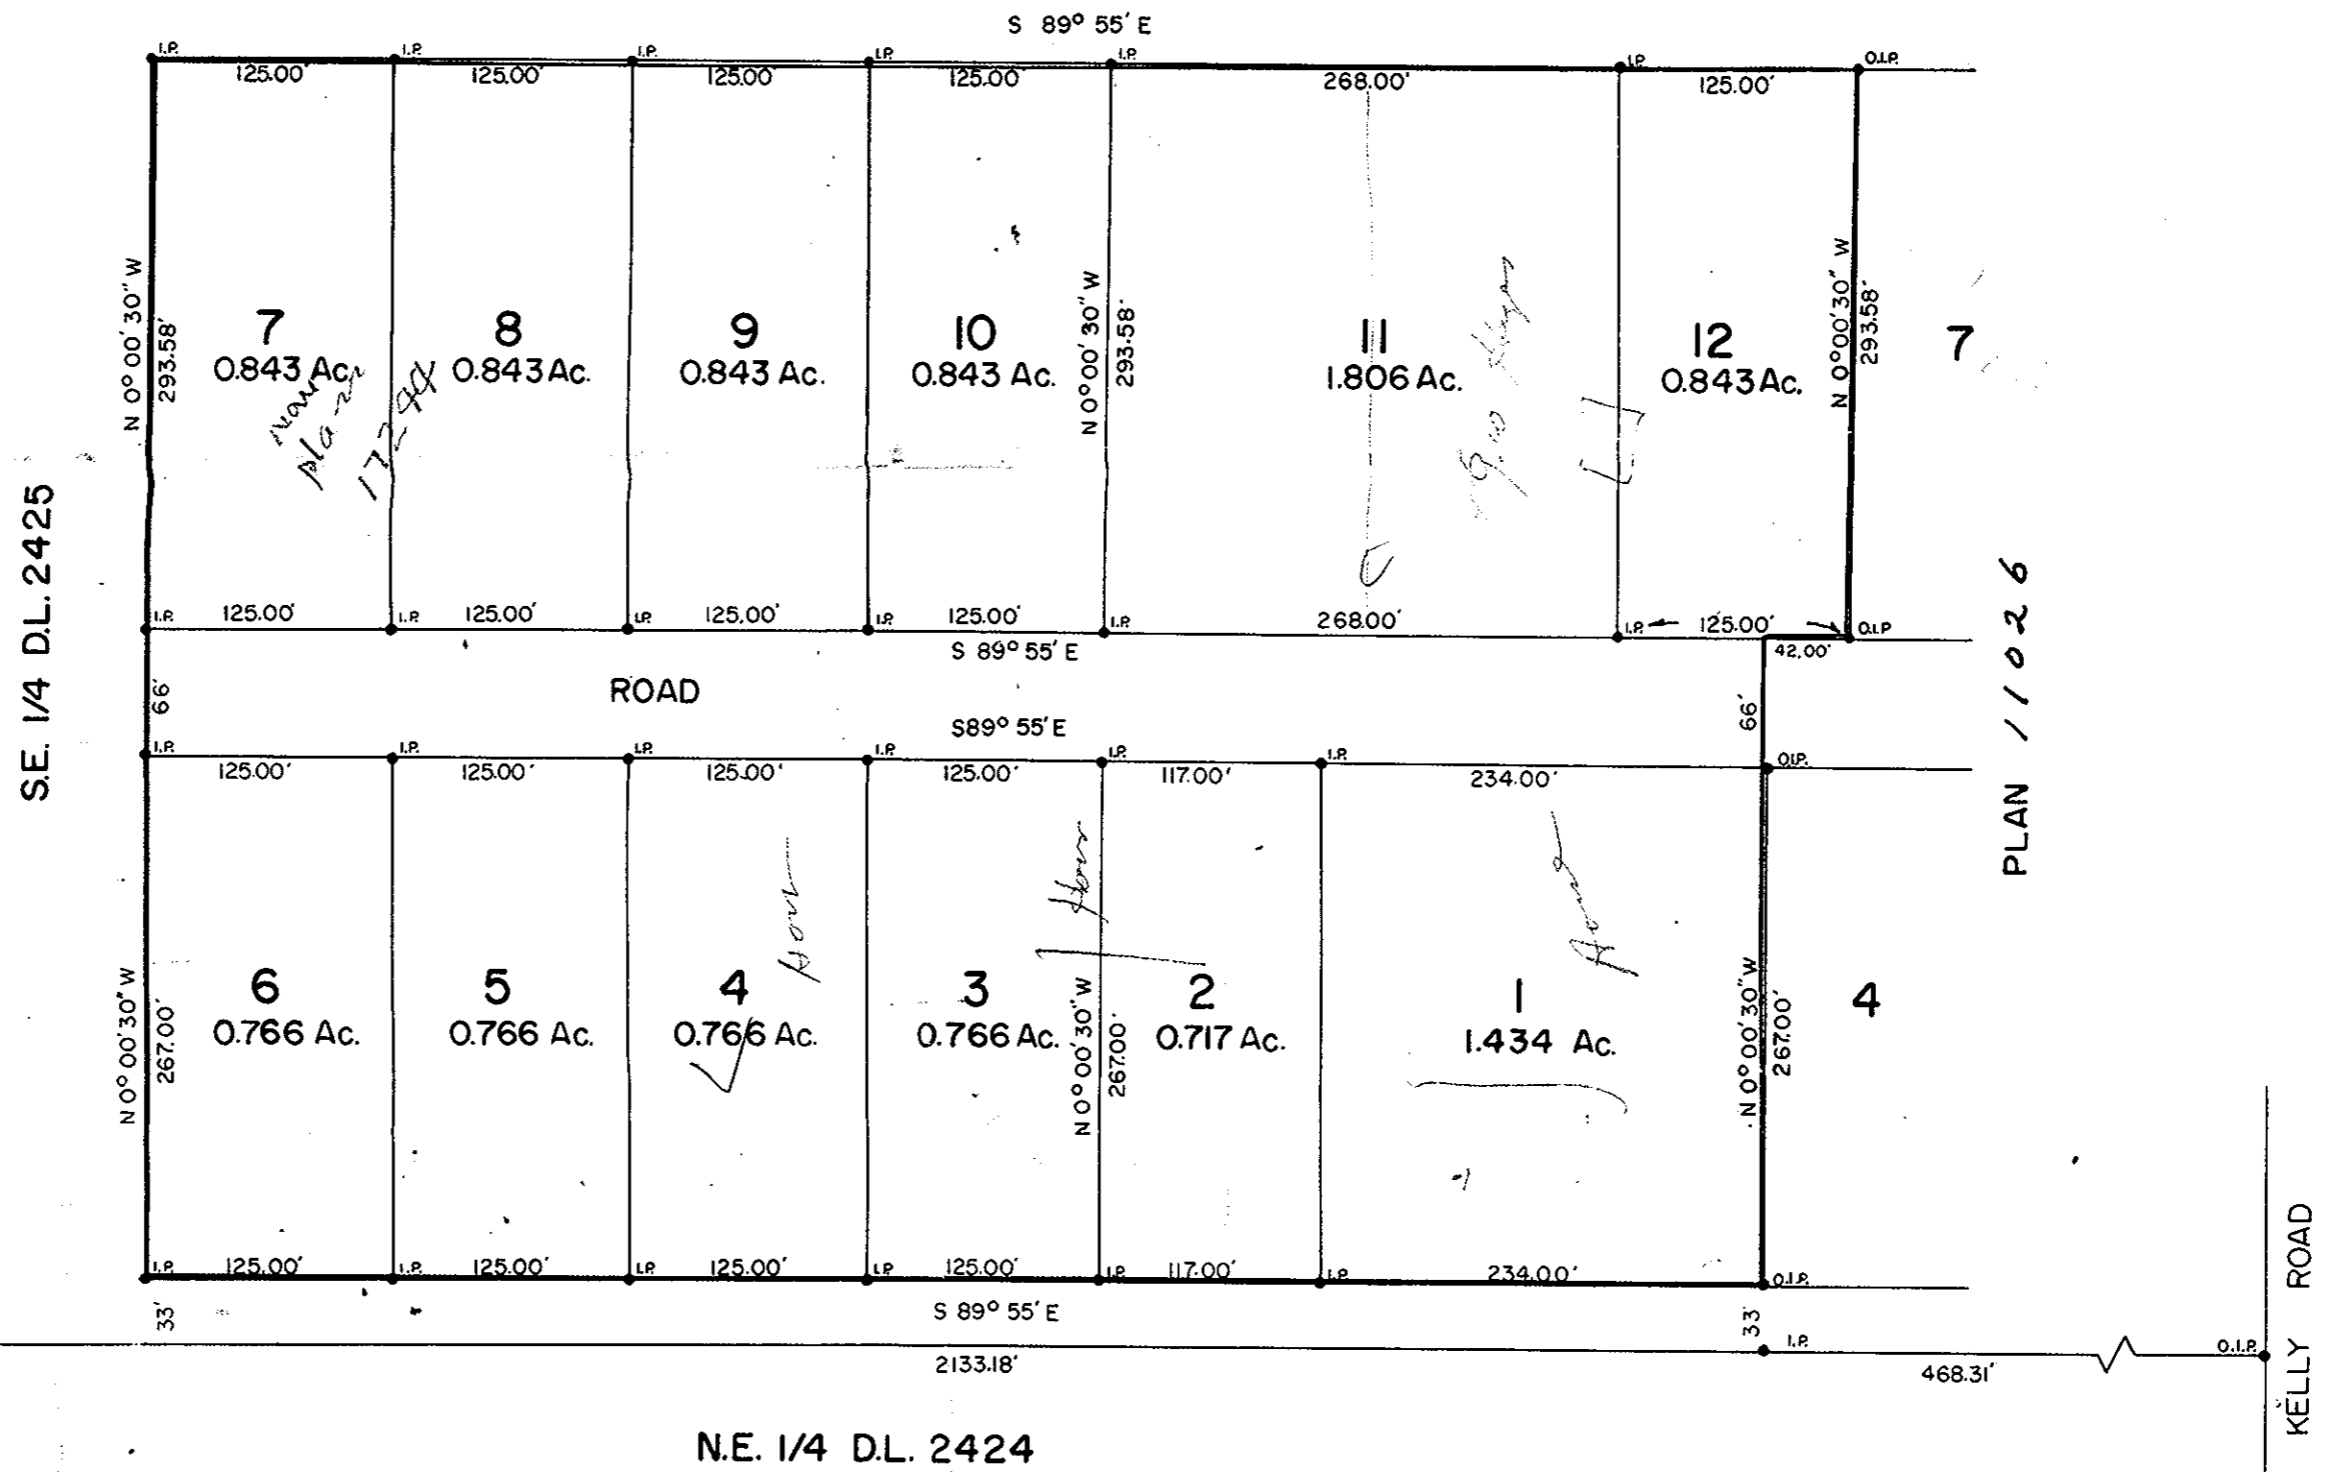 S 89° 55' E
I.P. I.P. I.P. I.P. I.P. I.P. O.I.P.
125.00' 125.00' 125.00' 125.00' 268.00' 125.00'
N 0° 00' 30" W
293.58'
7
0.843 Ac.
8
0.843 Ac.
9
0.843 Ac.
10
0.843 Ac.
N 0° 00' 30" W
293.58'
11
1.806 Ac.
12
0.843 Ac.
N 0° 00' 30" W
293.58'
7
plan
17294
S.E. 1/4 D.L. 2425
PLAN 11026
125.00' 125.00' 125.00' 125.00' 268.00' 125.00'
I.P. I.P. I.P. I.P. I.P. I.P. O.I.P
S 89° 55' E
42.00'
66'
ROAD
66'
S 89° 55' E
I.P. I.P. I.P. I.P. I.P. I.P. O.I.P.
125.00' 125.00' 125.00' 125.00' 117.00' 234.00'
N 0° 00' 30" W
267.00'
6
0.766 Ac.
5
0.766 Ac.
4
0.766 Ac.
3
0.766 Ac.
N 0° 00' 30" W
267.00'
2
0.717 Ac.
1
1.434 Ac.
N 0° 00' 30" W
267.00'
4
125.00' 125.00' 125.00' 125.00' 117.00' 234.00'
I.P. I.P. I.P. I.P. I.P. I.P. O.I.P.
33'
S 89° 55' E
33'
I.P.
O.I.P.
2133.18'
468.31'
KELLY ROAD
N.E. 1/4 D.L. 2424